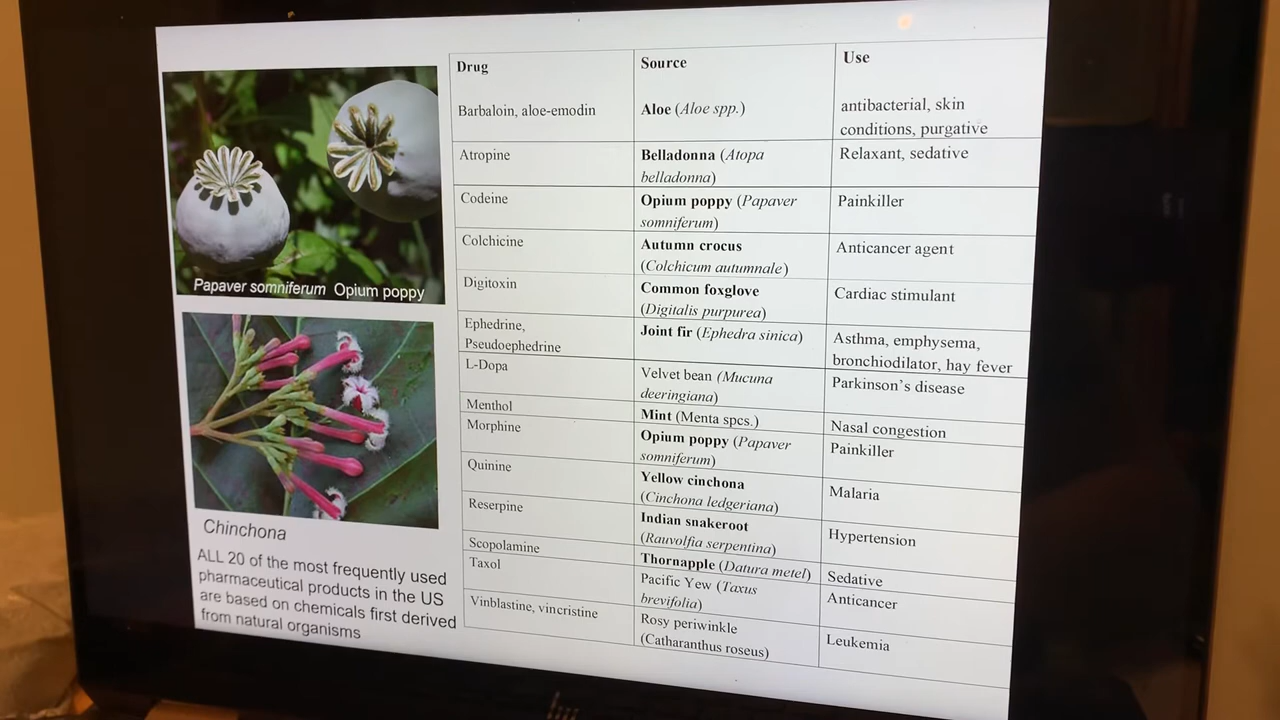 Papaver somniferum Opium poppy
Chinchona
ALL 20 of the most frequently used
pharmaceutical products in the US
are based on chemicals first derived
from natural organisms
Drug Source Use
Barbaloin, aloe-emodin Aloe (Aloe spp.) antibacterial, skin
conditions, purgative
Atropine Belladonna (Atopa Relaxant, sedative
belladonna)
Codeine Opium poppy (Papaver Painkiller
somniferum)
Colchicine Autumn crocus Anticancer agent
(Colchicum autumnale)
Digitoxin Common foxglove Cardiac stimulant
(Digitalis purpurea)
Ephedrine, Joint fir (Ephedra sinica) Asthma, emphysema,
Pseudoephedrine bronchiodilator, hay fever
L-Dopa Velvet bean (Mucuna Parkinson's disease
deeringiana)
Menthol Mint (Menta spcs.) Nasal congestion
Morphine Opium poppy (Papaver Painkiller
somniferum)
Quinine Yellow cinchona Malaria
(Cinchona ledgeriana)
Reserpine Indian snakeroot Hypertension
(Rauvolfia serpentina)
Scopolamine Thornapple (Datura metel) Sedative
Taxol Pacific Yew (Taxus Anticancer
brevifolia)
Vinblastine, vincristine Rosy periwinkle Leukemia
(Catharanthus roseus)
hp